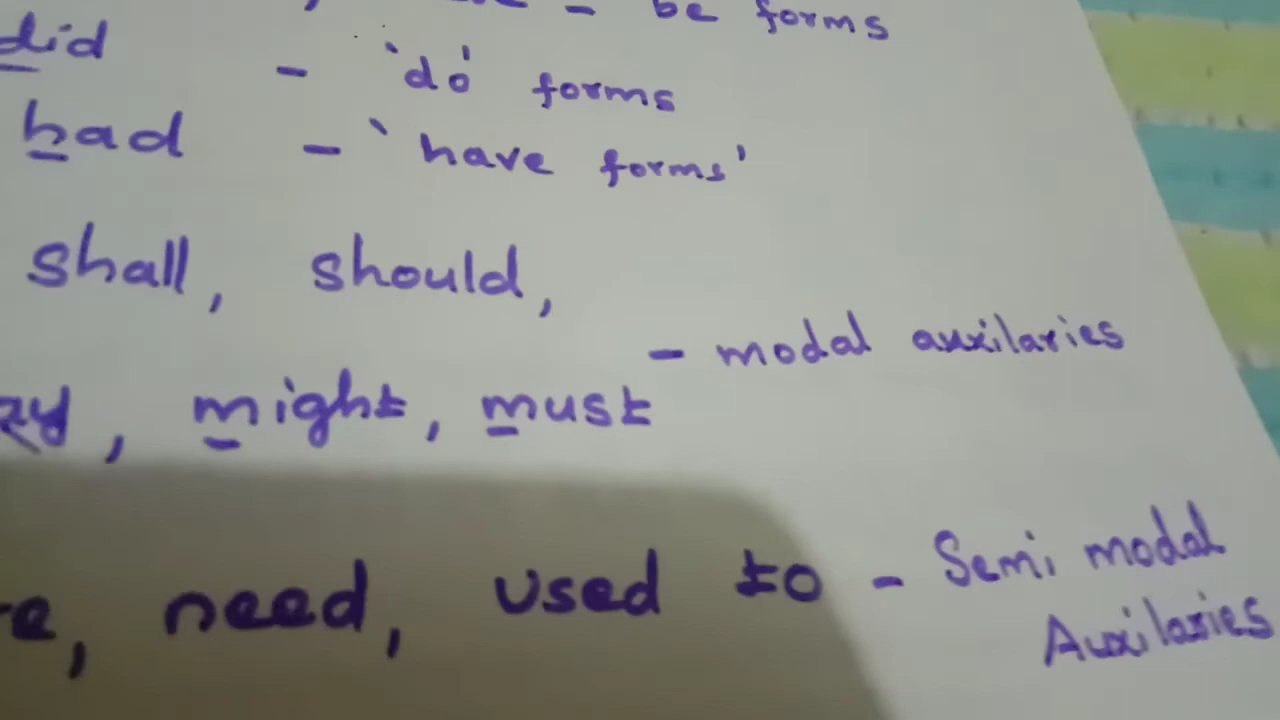 - be forms
did - 'do' forms
had - 'have forms'
shall, should,
- modal auxilaries
, might, must
, need, used to - Semi modal
Auxilaries